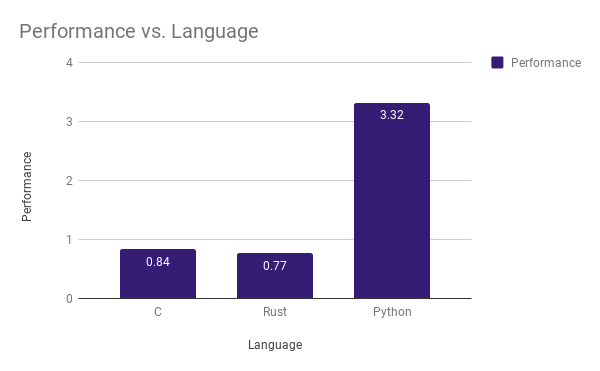 Performance vs. Language
Performance
4
3
2
1
0
Performance
3.32
0.84
0.77
C
Rust
Python
Language